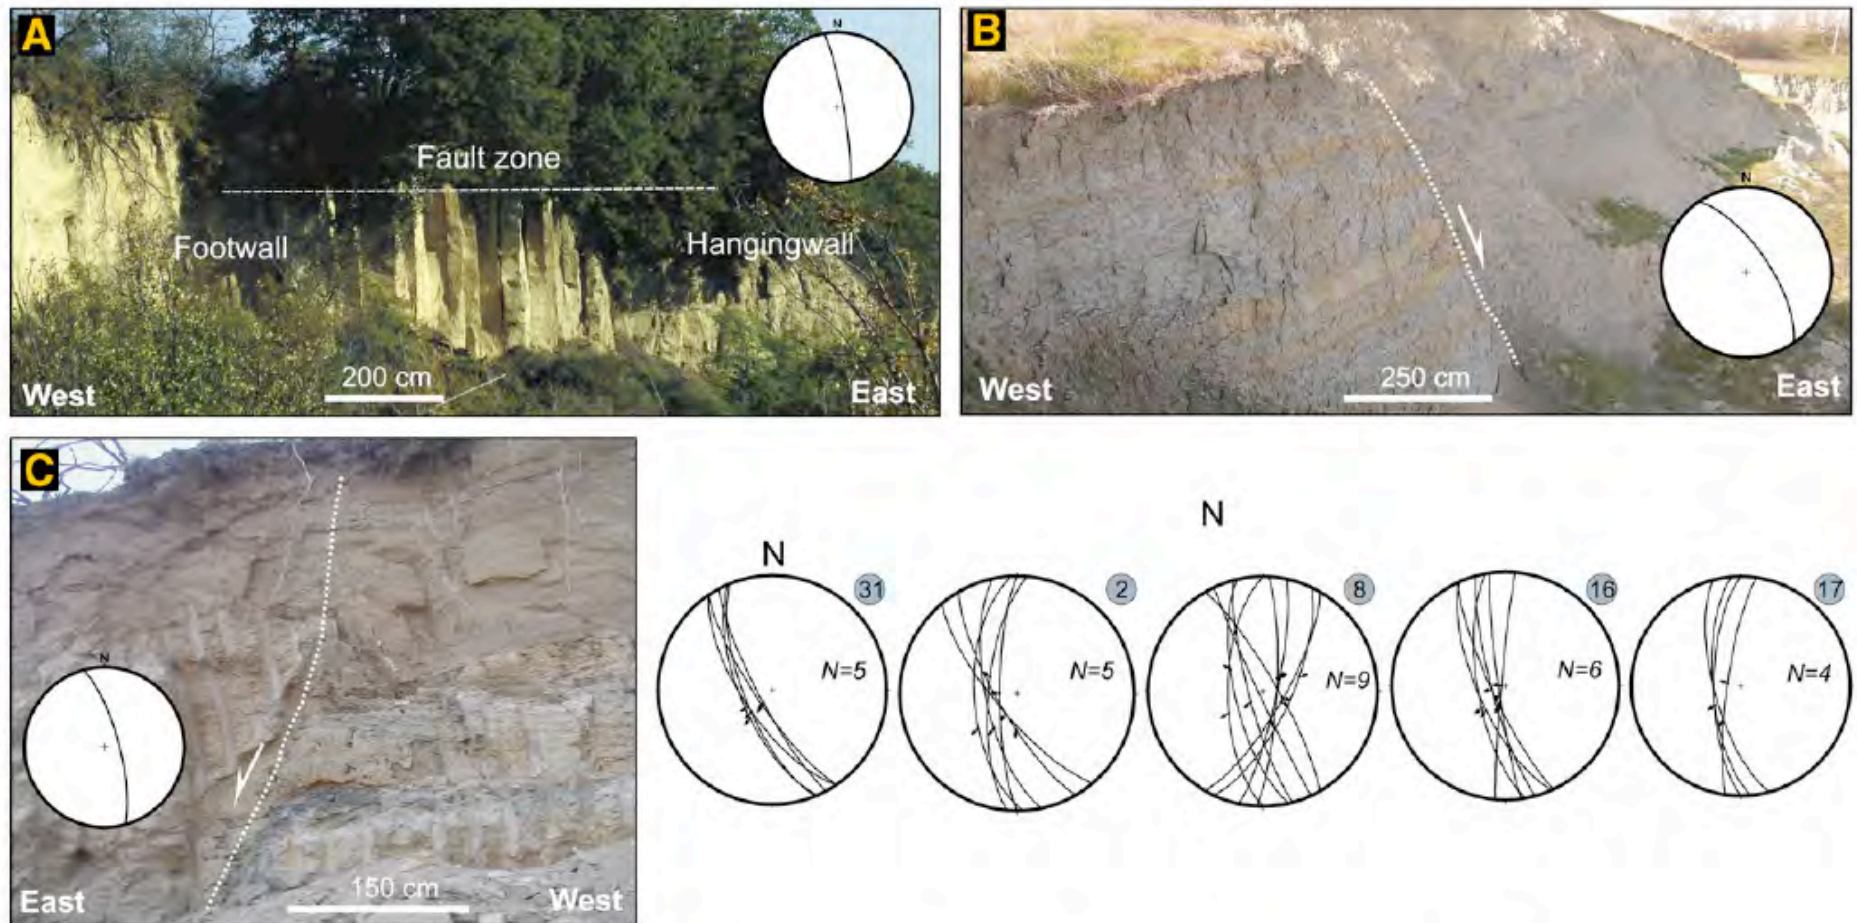 A
N
Fault zone
Footwall
Hangingwall
200 cm
West
East
B
N
250 cm
West
East
C
N
150 cm
East
West
N
N
31
2
8
16
17
N=5
N=5
N=9
N=6
N=4